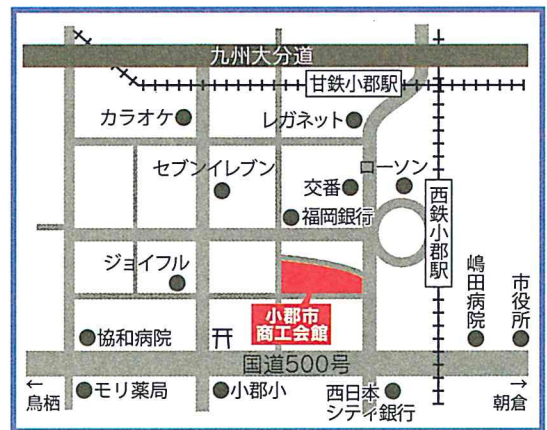 九州大分道
甘鉄小郡駅
カラオケ
レガネット
セブンイレブン
ローソン
交番
福岡銀行
西鉄小郡駅
ジョイフル
嶋田病院
市役所
小郡市
商工会館
協和病院
国道500号
←
鳥栖
モリ薬局
小郡小
西日本
シティ銀行
→
朝倉